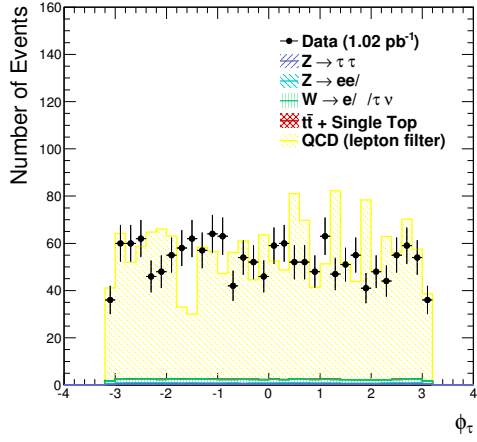 160
140
120
100
80
60
40
20
0
Number of Events
Data (1.02 pb⁻¹)
Z → τ τ
Z → ee/
W → e/ /τ ν
tt̄ + Single Top
QCD (lepton filter)
-4 -3 -2 -1 0 1 2 3 4
ϕτ